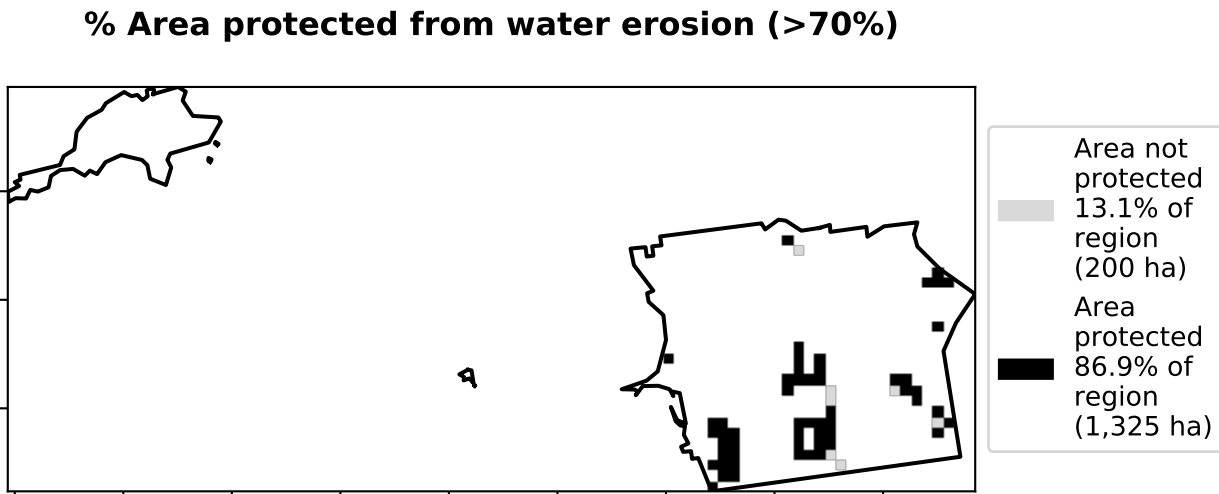 % Area protected from water erosion (>70%)
Area not
protected
13.1% of
region
(200 ha)
Area
protected
86.9% of
region
(1,325 ha)